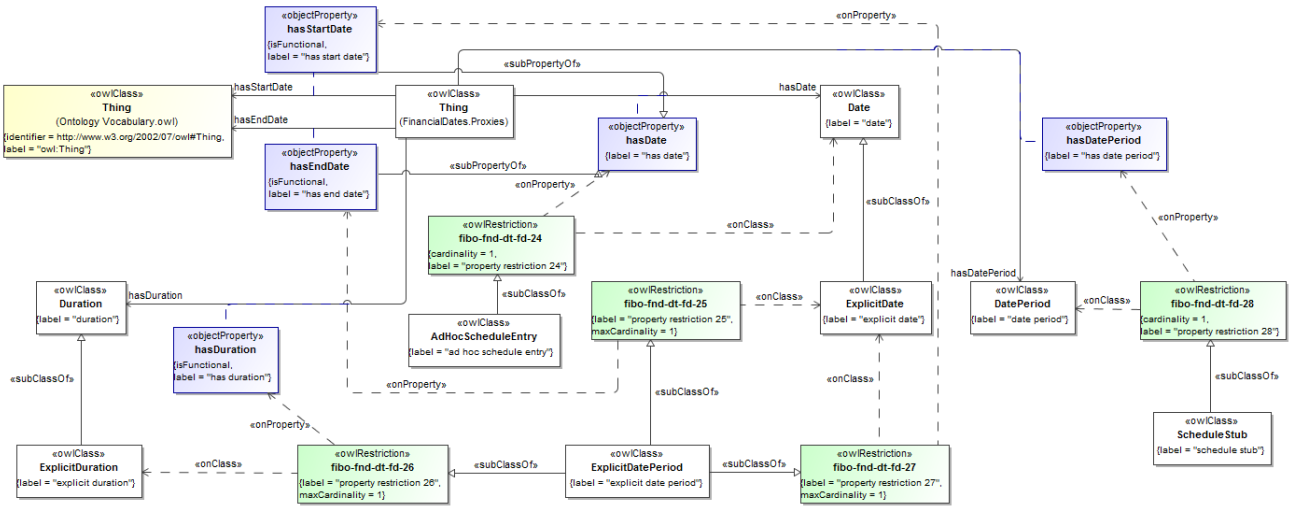 «objectProperty»
hasStartDate
{isFunctional,
label = "has start date"}
«onProperty»
«subPropertyOf»
«owlClass»
Thing
(Ontology Vocabulary.owl)
{identifier = http://www.w3.org/2002/07/owl#Thing,
label = "owl:Thing"}
hasStartDate
hasEndDate
«owlClass»
Thing
(FinancialDates.Proxies)
hasDate
«owlClass»
Date
{label = "date"}
«objectProperty»
hasDate
{label = "has date"}
«objectProperty»
hasDatePeriod
{label = "has date period"}
«objectProperty»
hasEndDate
{isFunctional,
label = "has end date"}
«subPropertyOf»
«onProperty»
«subClassOf»
«onProperty»
«owlRestriction»
fibo-fnd-dt-fd-24
{cardinality = 1,
label = "property restriction 24"}
«onClass»
hasDatePeriod
«owlClass»
Duration
{label = "duration"}
hasDuration
«subClassOf»
«owlRestriction»
fibo-fnd-dt-fd-25
{label = "property restriction 25",
maxCardinality = 1}
«onClass»
«owlClass»
ExplicitDate
{label = "explicit date"}
«owlClass»
DatePeriod
{label = "date period"}
«onClass»
«owlRestriction»
fibo-fnd-dt-fd-28
{cardinality = 1,
label = "property restriction 28"}
«objectProperty»
hasDuration
{isFunctional,
label = "has duration"}
«owlClass»
AdHocScheduleEntry
{label = "ad hoc schedule entry"}
«subClassOf»
«onProperty»
«subClassOf»
«onClass»
«subClassOf»
«onProperty»
«owlClass»
ScheduleStub
{label = "schedule stub"}
«owlClass»
ExplicitDuration
{label = "explicit duration"}
«onClass»
«owlRestriction»
fibo-fnd-dt-fd-26
{label = "property restriction 26",
maxCardinality = 1}
«subClassOf»
«owlClass»
ExplicitDatePeriod
{label = "explicit date period"}
«subClassOf»
«owlRestriction»
fibo-fnd-dt-fd-27
{label = "property restriction 27",
maxCardinality = 1}